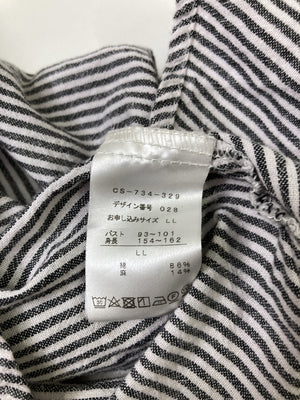 CS-734-329
デザイン番号 028
お申し込みサイズ LL
バスト 93~101
身長 154~162
LL
綿 86%
麻 14%